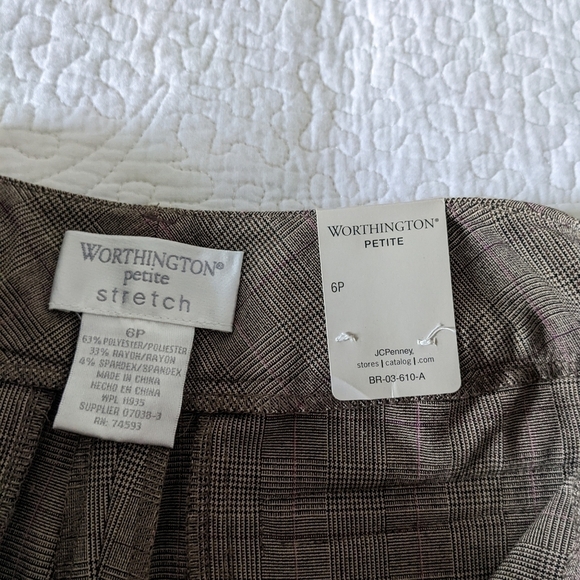 WORTHINGTON®
petite
stretch
6P
63% POLYESTER/POLIESTER
33% RAYON/RAYON
4% SPANDEX/SPANDEX
MADE IN CHINA
HECHO EN CHINA
WPL 11935
SUPPLIER 07038-3
RN: 74593
WORTHINGTON®
PETITE
6P
JCPenney,
stores | catalog | .com
BR-03-610-A